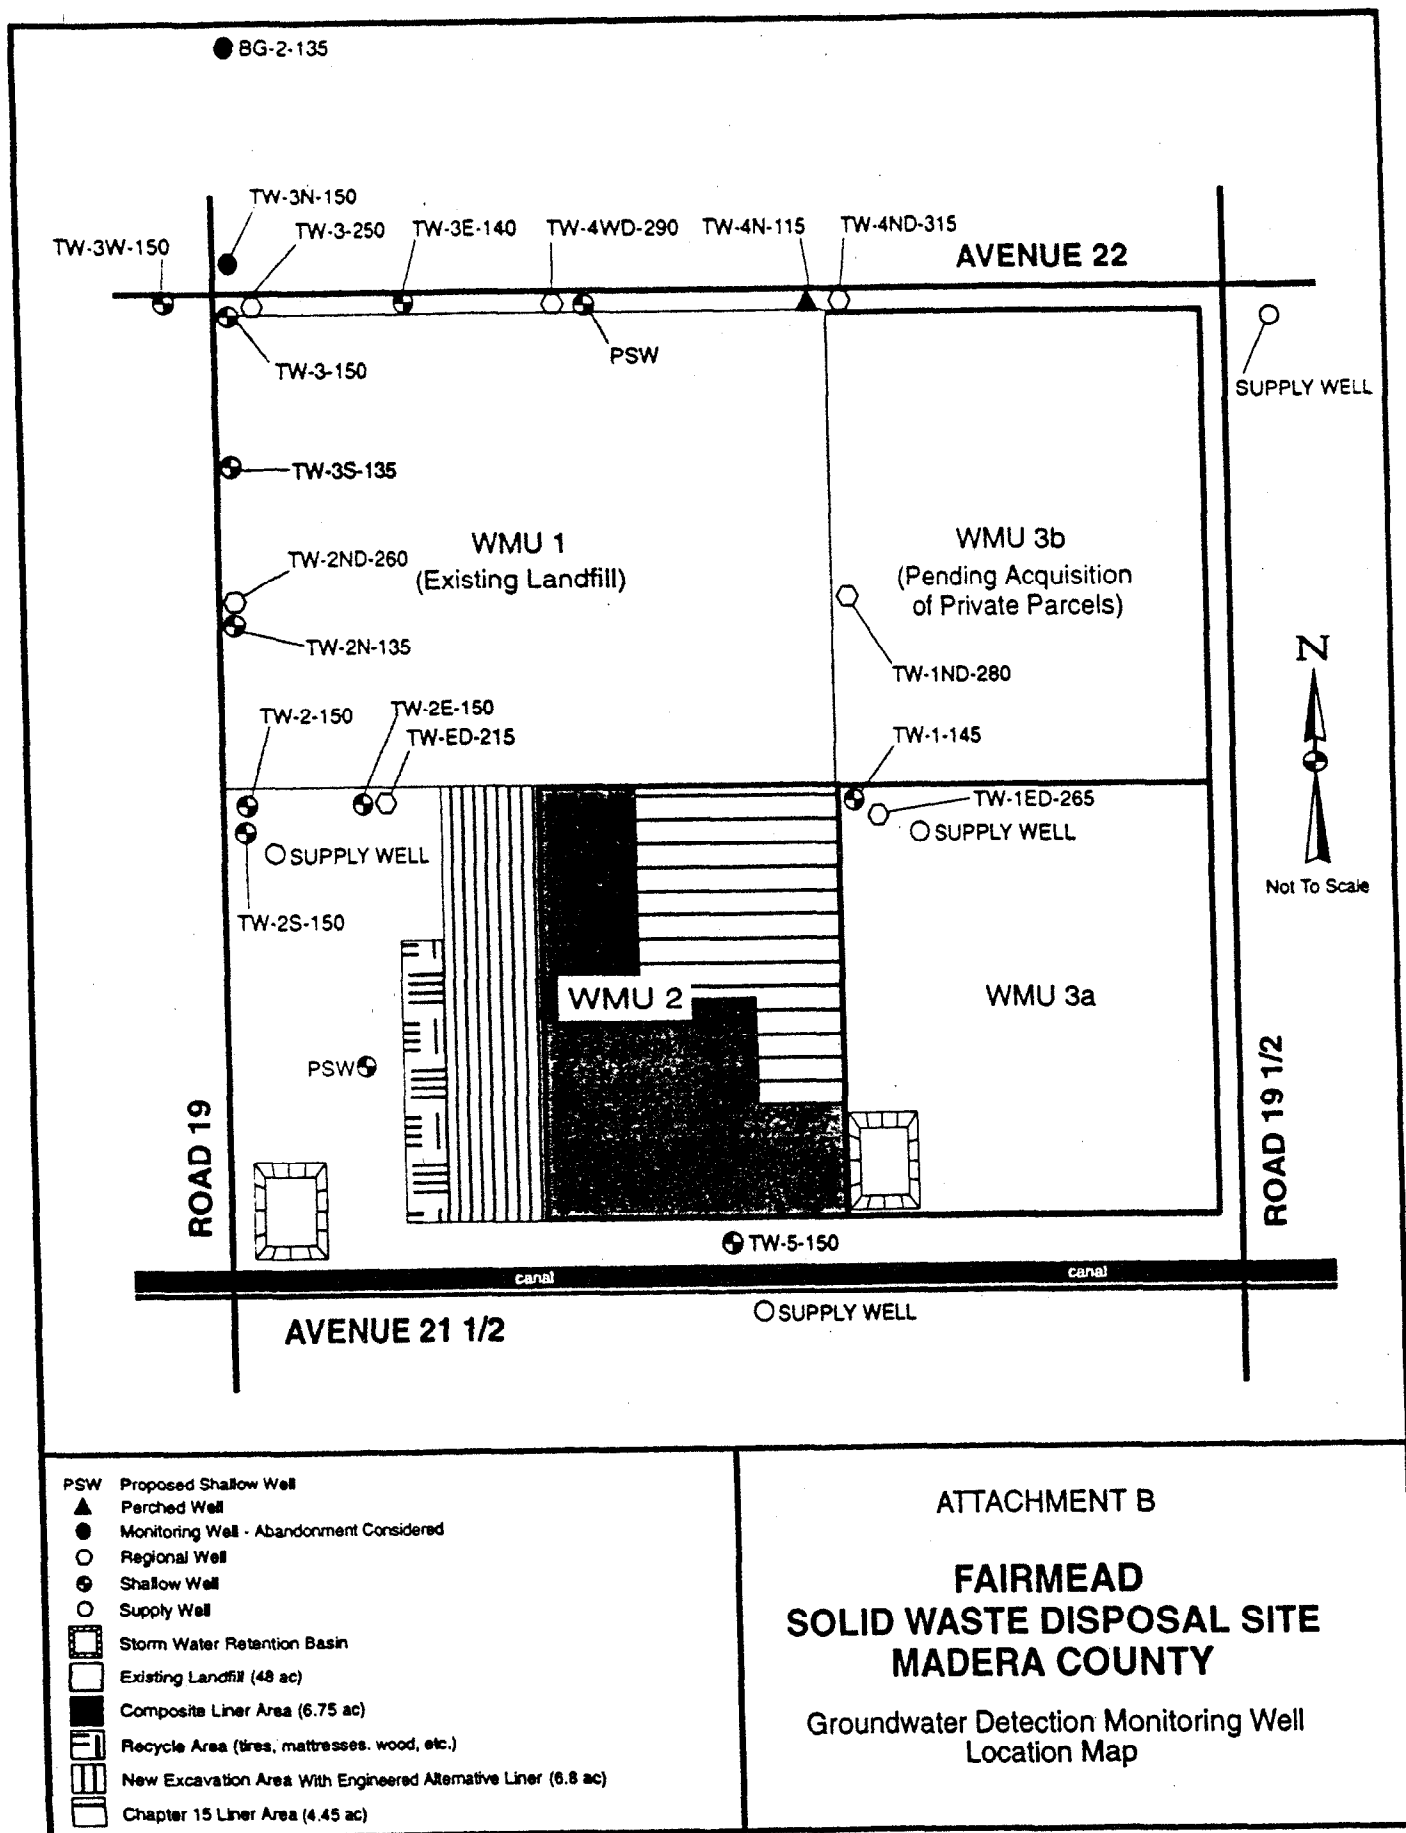 BG-2-135
TW-3N-150
TW-3W-150
TW-3-250
TW-3E-140
TW-4WD-290
TW-4N-115
TW-4ND-315
AVENUE 22
PSW
TW-3-150
SUPPLY WELL
TW-3S-135
WMU 1
(Existing Landfill)
WMU 3b
(Pending Acquisition
of Private Parcels)
TW-2ND-260
TW-2N-135
N
TW-1ND-280
TW-2-150
TW-2E-150
TW-ED-215
TW-1-145
TW-1ED-265
SUPPLY WELL
SUPPLY WELL
Not To Scale
TW-2S-150
WMU 2
WMU 3a
PSW
ROAD 19
ROAD 19 1/2
TW-5-150
canal
canal
SUPPLY WELL
AVENUE 21 1/2
PSW Proposed Shallow Well
Perched Well
Monitoring Well - Abandonment Considered
Regional Well
Shallow Well
Supply Well
Storm Water Retention Basin
Existing Landfill (48 ac)
Composite Liner Area (6.75 ac)
Recycle Area (tires, mattresses. wood, etc.)
New Excavation Area With Engineered Alternative Liner (6.8 ac)
Chapter 15 Liner Area (4.45 ac)
ATTACHMENT B
FAIRMEAD
SOLID WASTE DISPOSAL SITE
MADERA COUNTY
Groundwater Detection Monitoring Well
Location Map